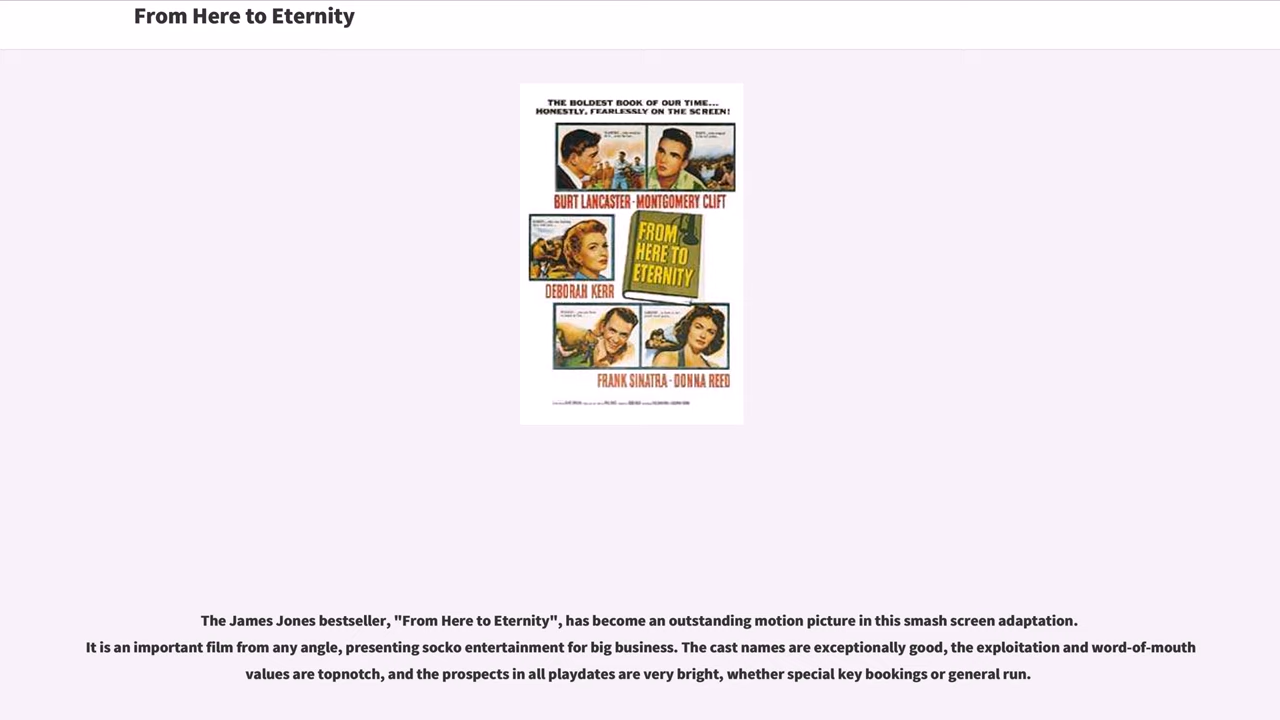 From Here to Eternity
THE BOLDEST BOOK OF OUR TIME...
HONESTLY, FEARLESSLY ON THE SCREEN!
BURT LANCASTER - MONTGOMERY CLIFT
FROM
HERE TO
ETERNITY
DEBORAH KERR
FRANK SINATRA - DONNA REED
The James Jones bestseller, "From Here to Eternity", has become an outstanding motion picture in this smash screen adaptation.
It is an important film from any angle, presenting socko entertainment for big business. The cast names are exceptionally good, the exploitation and word-of-mouth
values are topnotch, and the prospects in all playdates are very bright, whether special key bookings or general run.